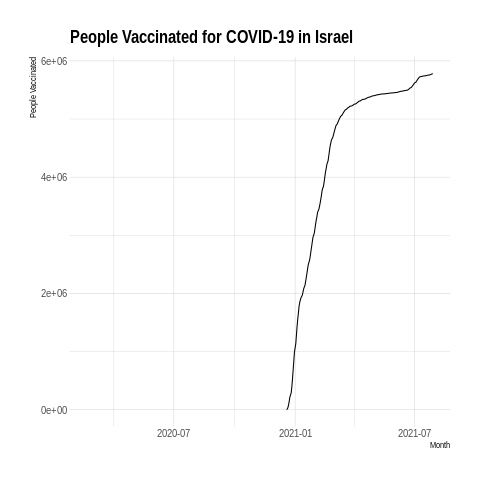 People Vaccinated for COVID-19 in Israel
People Vaccinated
6e+06
4e+06
2e+06
0e+00
2020-07
2021-01
2021-07
Month